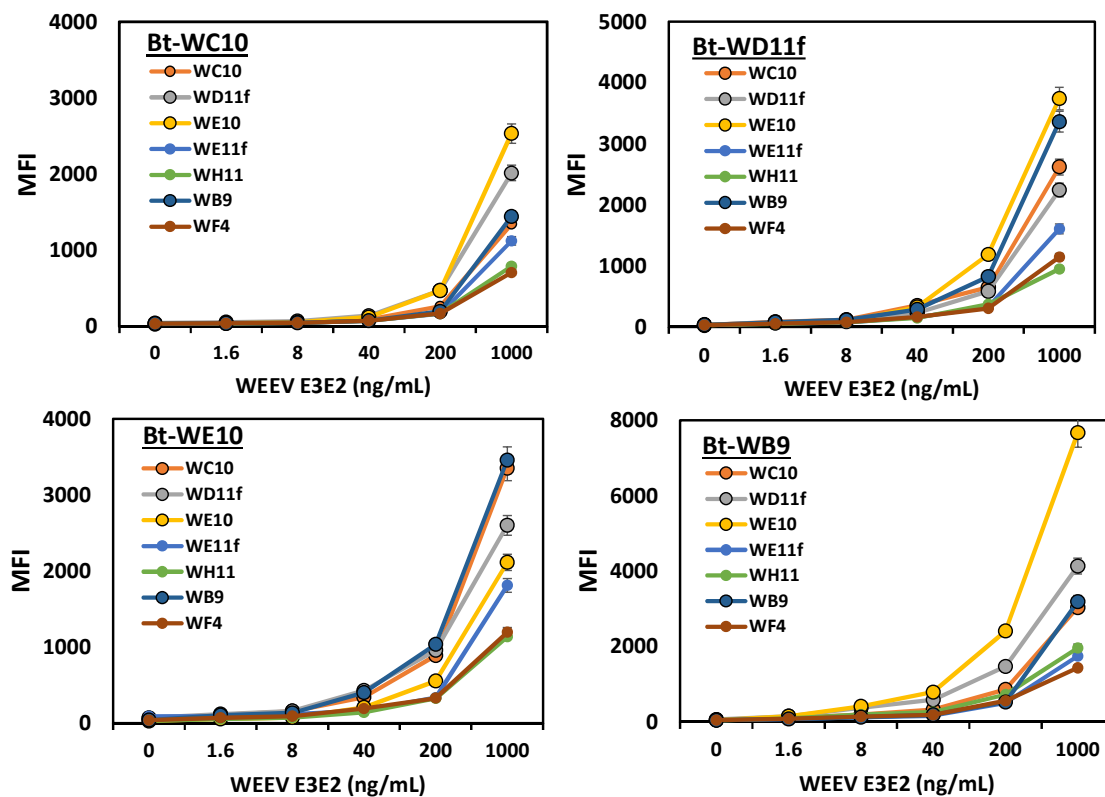 Bt-WC10
WC10
WD11f
WE10
WE11f
WH11
WB9
WF4
MFI
4000
3000
2000
1000
0
0 1.6 8 40 200 1000
WEEV E3E2 (ng/mL)
Bt-WD11f
WC10
WD11f
WE10
WE11f
WH11
WB9
WF4
MFI
5000
4000
3000
2000
1000
0
0 1.6 8 40 200 1000
WEEV E3E2 (ng/mL)
Bt-WE10
WC10
WD11f
WE10
WE11f
WH11
WB9
WF4
MFI
4000
3000
2000
1000
0
0 1.6 8 40 200 1000
WEEV E3E2 (ng/mL)
Bt-WB9
WC10
WD11f
WE10
WE11f
WH11
WB9
WF4
MFI
8000
6000
4000
2000
0
0 1.6 8 40 200 1000
WEEV E3E2 (ng/mL)